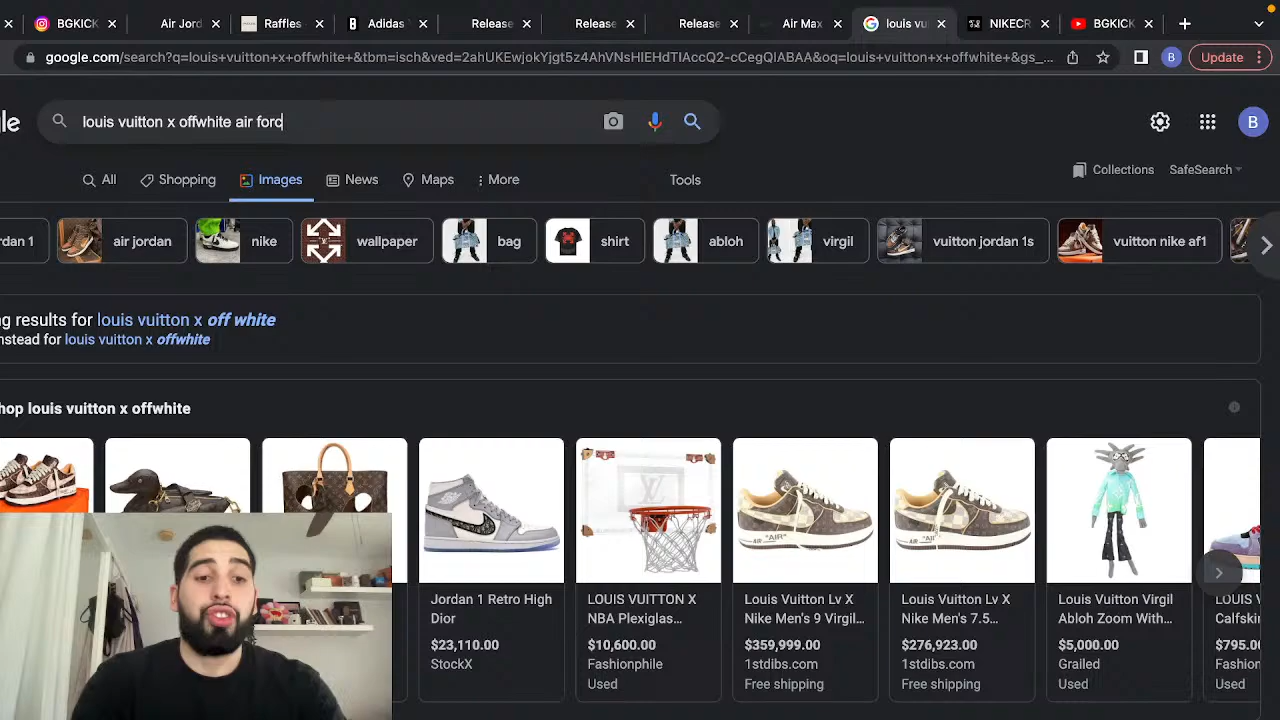 BGKICK
Air Jord
Raffles
Adidas
Release
Release
Release
Air Max
louis vui
NIKECR
BGKICK
google.com/search?q=louis+vuitton+x+offwhite+&tbm=isch&ved=2ahUKEwjokYjgt5z4AhVNsHIEHdTIAccQ2-cCegQIABAA&oq=louis+vuitton+x+offwhite+&gs_...
B
Update
gle
louis vuitton x offwhite air ford
B
All
Shopping
Images
News
Maps
More
Tools
Collections
SafeSearch
rdan 1
air jordan
nike
wallpaper
bag
shirt
abloh
virgil
vuitton jordan 1s
vuitton nike af1
g results for louis vuitton x off white
nstead for louis vuitton x offwhite
hop louis vuitton x offwhite
Jordan 1 Retro High
Dior
$23,110.00
StockX
LOUIS VUITTON X
NBA Plexiglas...
$10,600.00
Fashionphile
Used
Louis Vuitton Lv X
Nike Men's 9 Virgil...
$359,999.00
1stdibs.com
Free shipping
Louis Vuitton Lv X
Nike Men's 7.5...
$276,923.00
1stdibs.com
Free shipping
Louis Vuitton Virgil
Abloh Zoom With...
$5,000.00
Grailed
Used
LOUIS V
Calfski
$795.0
Fashion
Used